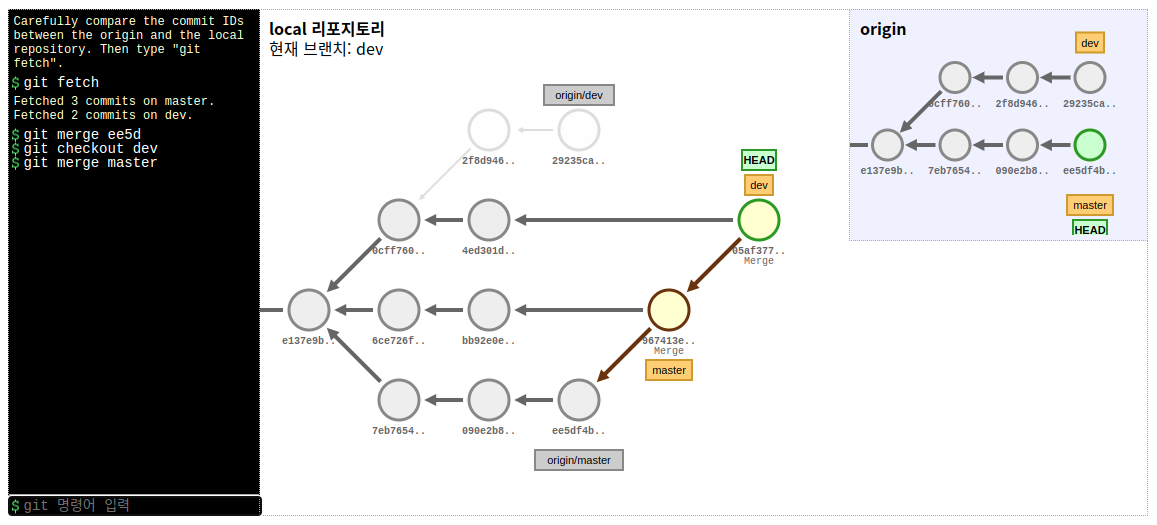 Carefully compare the commit IDs
between the origin and the local
repository. Then type "git
fetch".
$ git fetch
Fetched 3 commits on master.
Fetched 2 commits on dev.
$ git merge ee5d
$ git checkout dev
$ git merge master
$ git 명령어 입력
local 리포지토리
현재 브랜치: dev
origin/dev
2f8d946..
29235ca..
HEAD
dev
0cff760..
4ed301d..
95af377..
Merge
e137e9b..
6ce726f..
bb92e0e..
967413e..
Merge
master
7eb7654..
090e2b8..
ee5df4b..
origin/master
origin
dev
0cff760..
2f8d946..
29235ca..
e137e9b..
7eb7654..
090e2b8..
ee5df4b..
master
HEAD